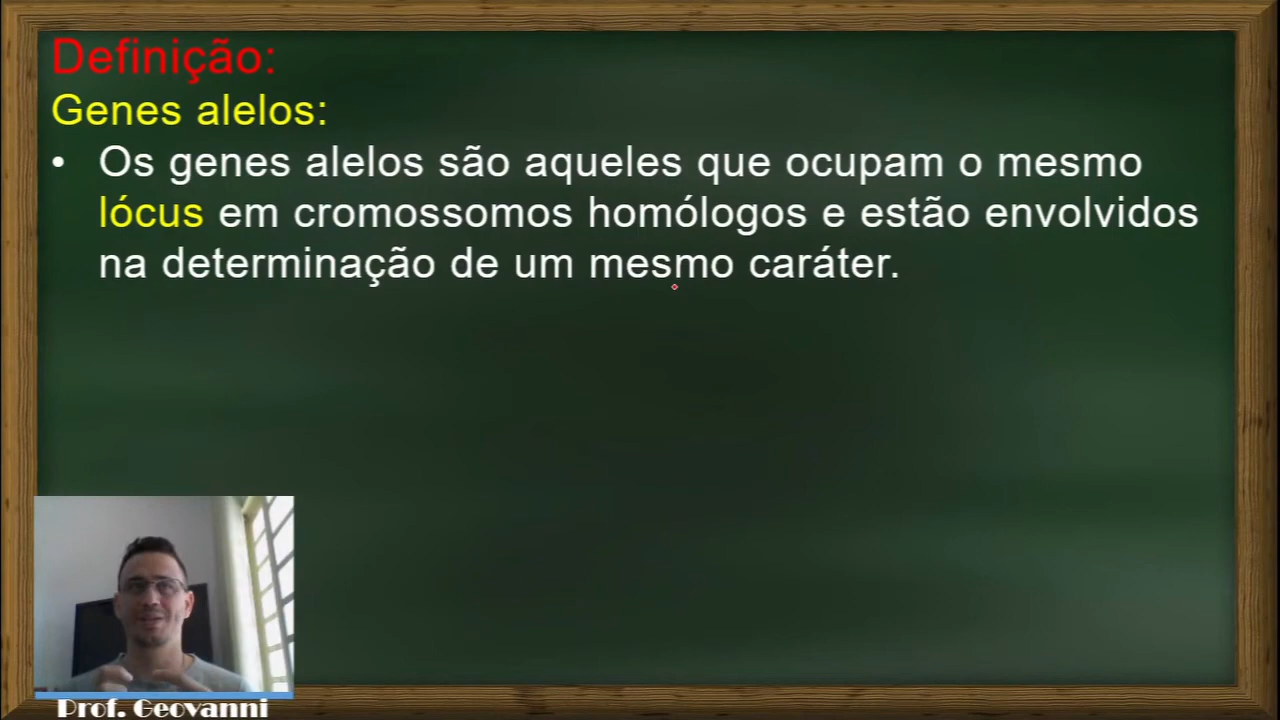 Definição:
Genes alelos:
• Os genes alelos são aqueles que ocupam o mesmo
lócus em cromossomos homólogos e estão envolvidos
na determinação de um mesmo caráter.
Prof. Geovanni